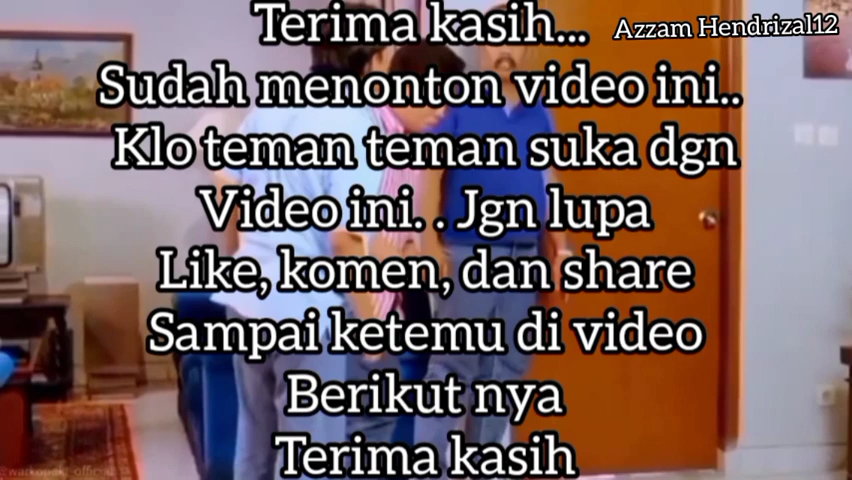 Terima kasih...
Azzam Hendrizal12
Sudah menonton video ini..
Klo teman teman suka dgn
Video ini. . Jgn lupa
Like, komen, dan share
Sampai ketemu di video
Berikut nya
Terima kasih